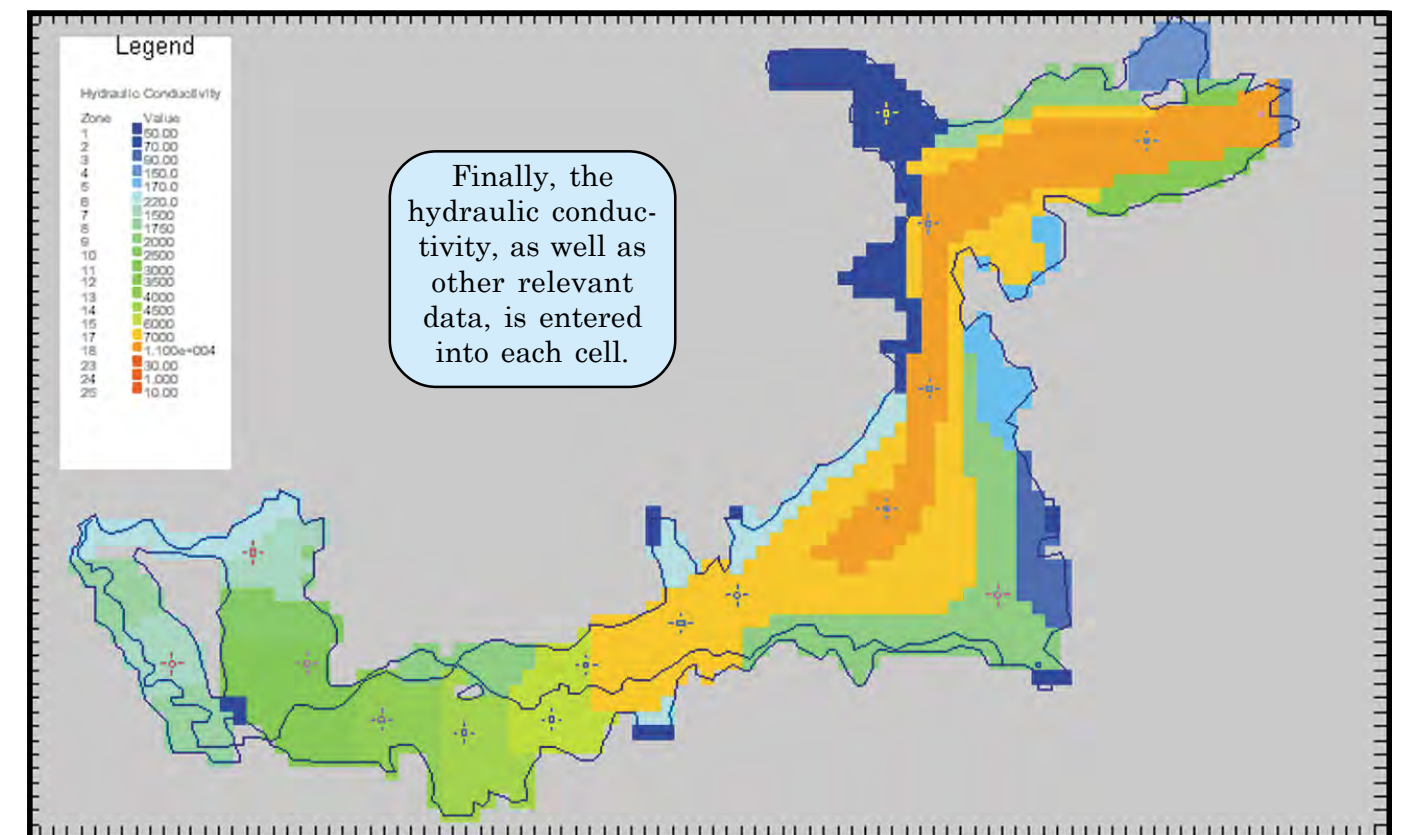 Legend
Hydraulic Conductivity
Zone Value
1 50.00
2 70.00
3 90.00
4 150.0
5 170.0
6 220.0
7 1500
8 1750
9 2000
10 2500
11 3000
12 3500
13 4000
14 4500
15 6000
17 7000
18 1.100e+004
23 30.00
24 1.000
25 10.00
Finally, the
hydraulic conduc-
tivity, as well as
other relevant
data, is entered
into each cell.